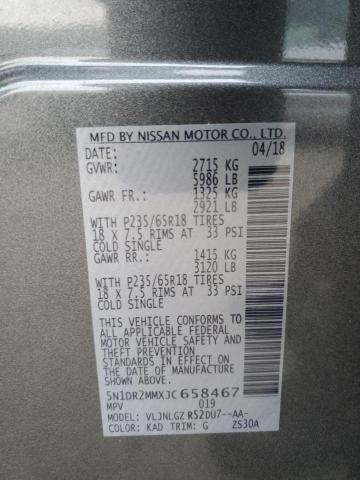 MFD BY NISSAN MOTOR CO., LTD.
DATE: 04/18
GVWR: 2715 KG
5986 LB
GAWR FR.: 1325 KG
2921 LB
WITH P235/65R18 TIRES
18 X 7.5 RIMS AT 33 PSI
COLD SINGLE
GAWR RR.: 1415 KG
3120 LB
WITH P235/65R18 TIRES
18 X 7.5 RIMS AT 33 PSI
COLD SINGLE
THIS VEHICLE CONFORMS TO
ALL APPLICABLE FEDERAL
MOTOR VEHICLE SAFETY AND
THEFT PREVENTION
STANDARDS IN EFFECT ON
THE DATE OF MANUFACTURE
SHOWN ABOVE.
5N1DR2MMXJC658467
MPV 019
VLJNLGZ RS2DU7--AA-
COLOR: KAD TRIM: G ZS30A